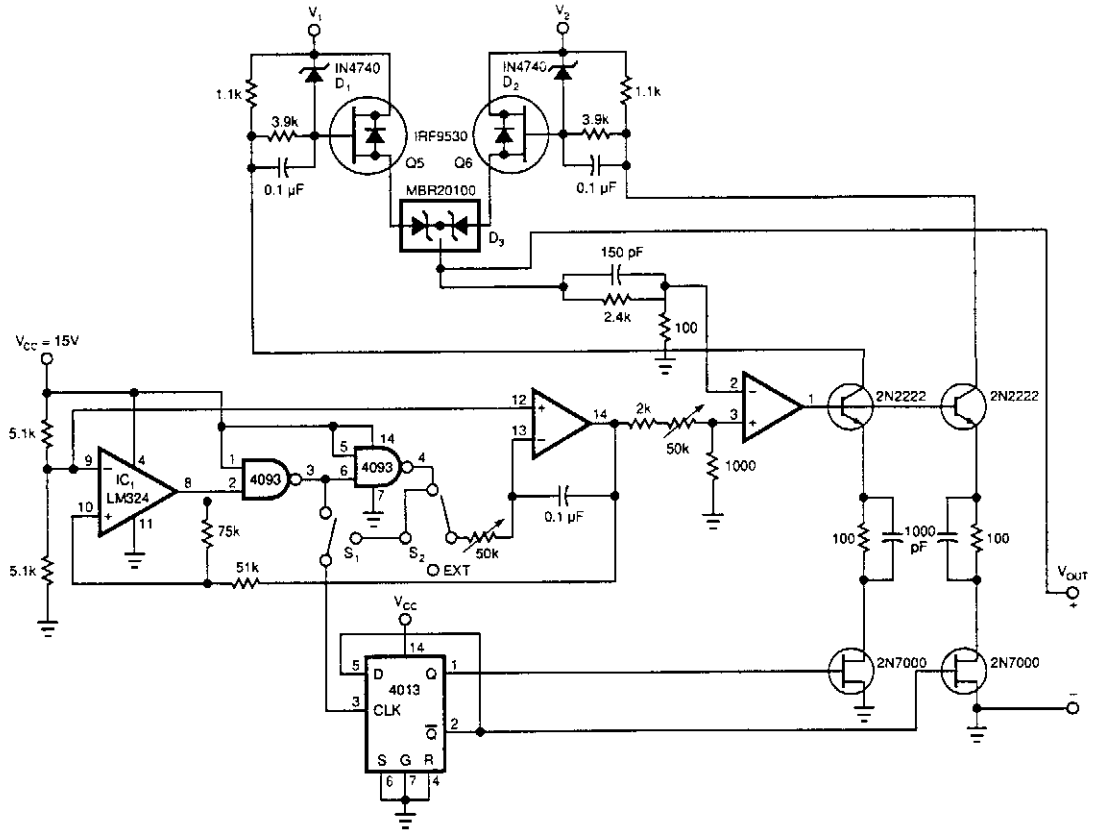 V1
V2
IN4740
D1
IN4740
D2
1.1k
1.1k
3.9k
3.9k
IRF9530
Q5
Q6
0.1 µF
0.1 µF
MBR20100
D3
150 pF
2.4k
100
VCC = 15V
5.1k
9
10
IC1
LM324
4
11
8
5.1k
75k
51k
1
2
4093
3
14
5
6
4093
4
7
S1
S2
EXT
50k
12
13
14
0.1 µF
2k
50k
1000
2
3
1
2N2222
2N2222
100
1000
pF
100
VOUT
+
−
VCC
14
5
D
Q
1
4013
3
CLK
Q̅
2
S
G
R
6
7
4
2N7000
2N7000